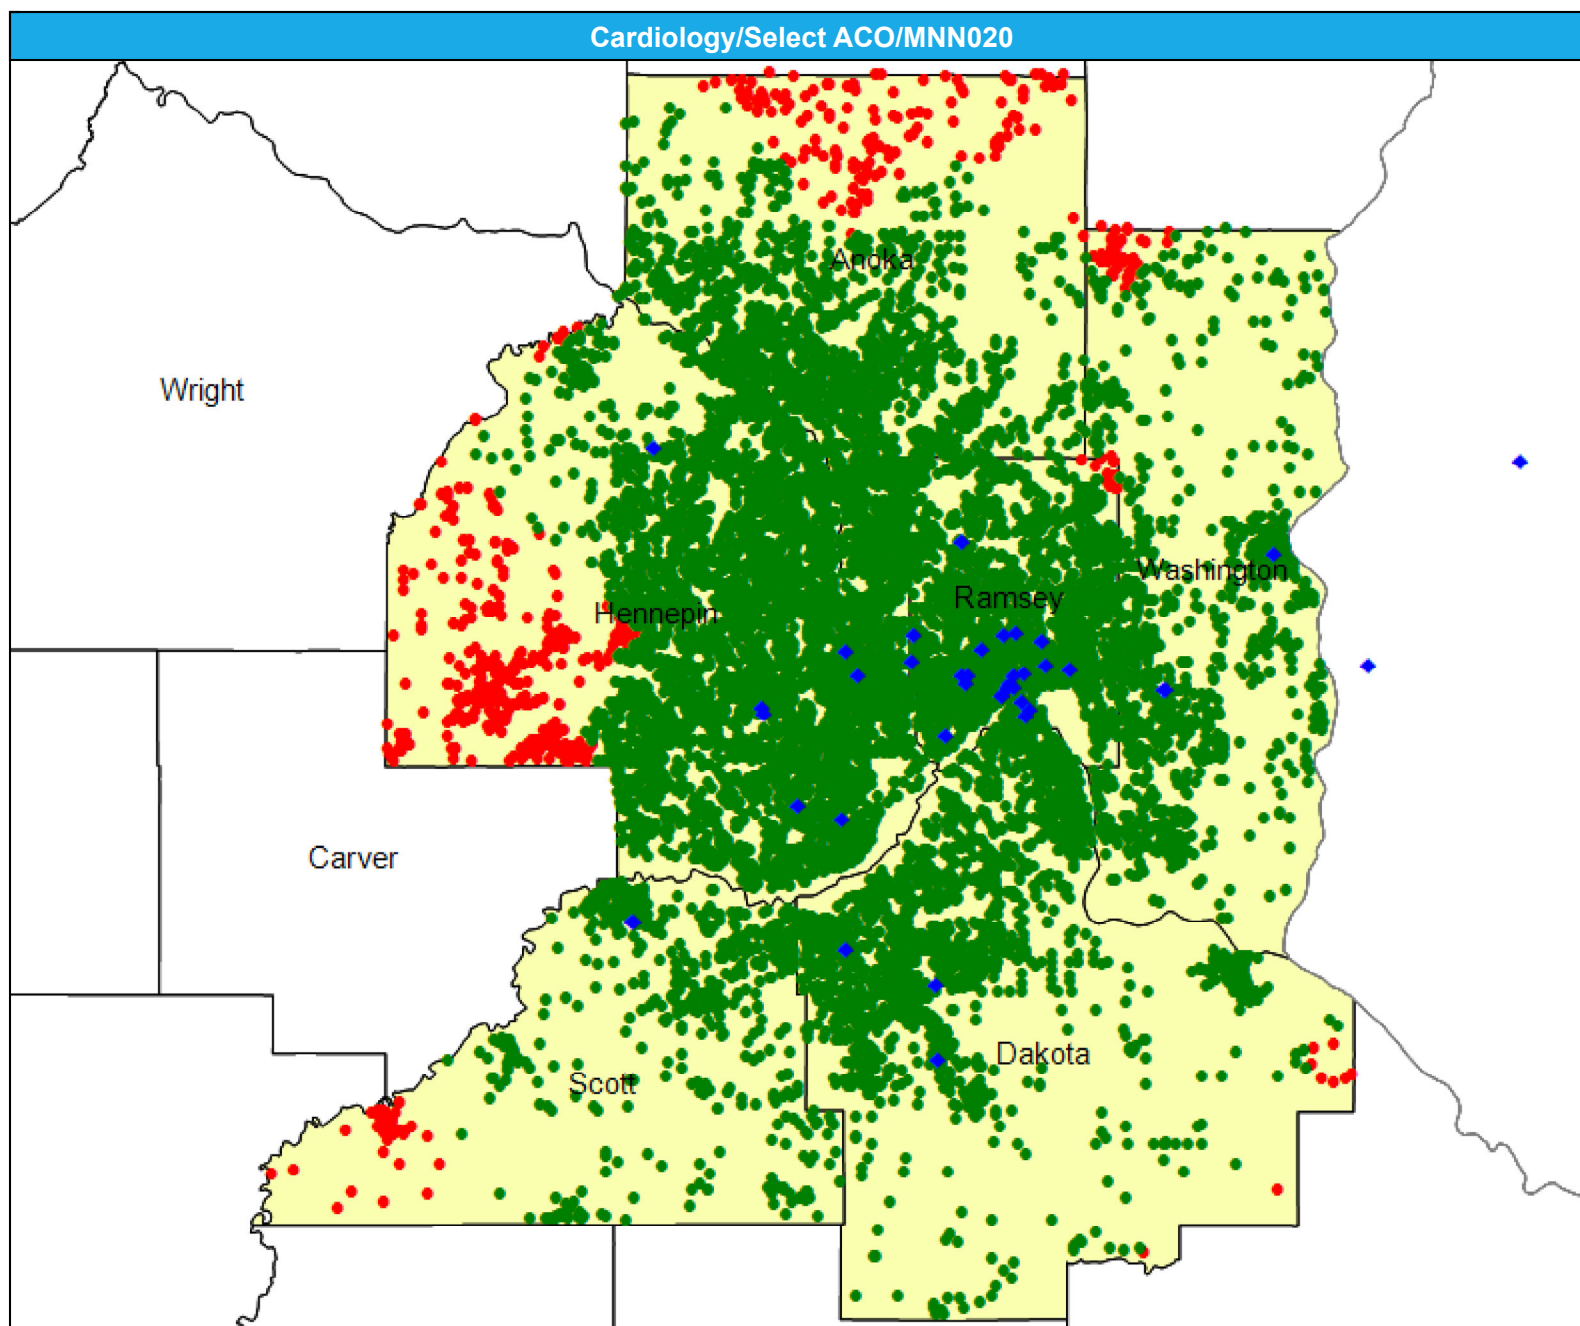 Cardiology/Select ACO/MNN020
Anoka
Wright
Washington
Ramsey
Hennepin
Carver
Dakota
Scott